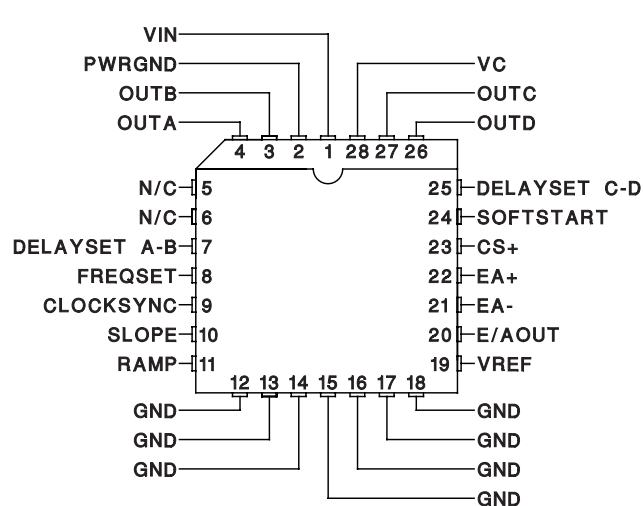 VIN
PWRGND VC
OUTB OUTC
OUTA OUTD
4 3 2 1 28 27 26
N/C 5 25 DELAYSET C-D
N/C 6 24 SOFTSTART
DELAYSET A-B 7 23 CS+
FREQSET 8 22 EA+
CLOCKSYNC 9 21 EA-
SLOPE 10 20 E/AOUT
RAMP 11 19 VREF
12 13 14 15 16 17 18
GND GND
GND GND
GND GND
GND